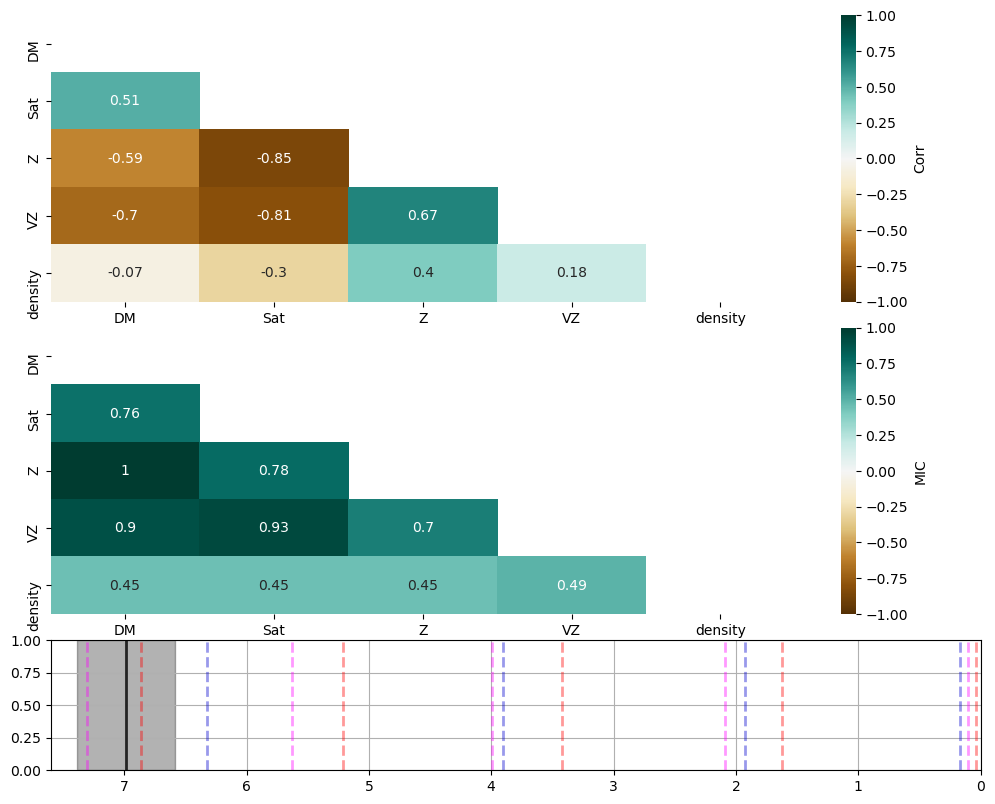 DM
Sat
Z
VZ
density
0.51
-0.59 -0.85
-0.7 -0.81 0.67
-0.07 -0.3 0.4 0.18
DM Sat Z VZ density
1.00
0.75
0.50
0.25
0.00
−0.25
−0.50
−0.75
−1.00
Corr
DM
Sat
Z
VZ
density
0.76
1 0.78
0.9 0.93 0.7
0.45 0.45 0.45 0.49
DM Sat Z VZ density
1.00
0.75
0.50
0.25
0.00
−0.25
−0.50
−0.75
−1.00
MIC
1.00
0.75
0.50
0.25
0.00
7 6 5 4 3 2 1 0